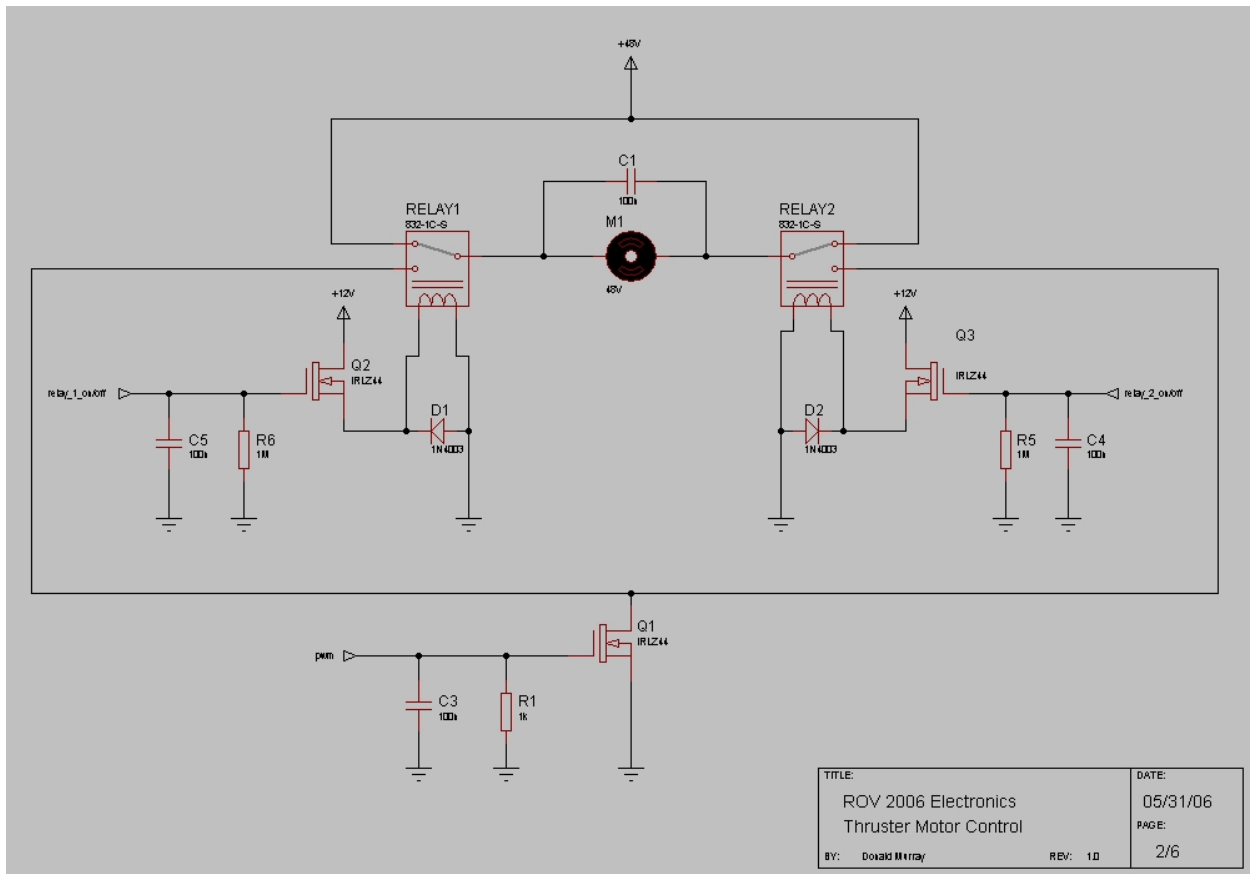 +48V
C1
100n
RELAY1
832-1C-S
M1
48V
RELAY2
832-1C-S
+12V
+12V
Q2
IRLZ44
Q3
IRLZ44
relay_1_on/off
relay_2_on/off
D1
1N4003
D2
1N4003
C5
100n
R6
1M
R5
1M
C4
100n
Q1
IRLZ44
pwm
C3
100n
R1
1k
TITLE:
ROV 2006 Electronics
Thruster Motor Control
BY: Donald Murray REV: 1.0
DATE:
05/31/06
PAGE:
2/6